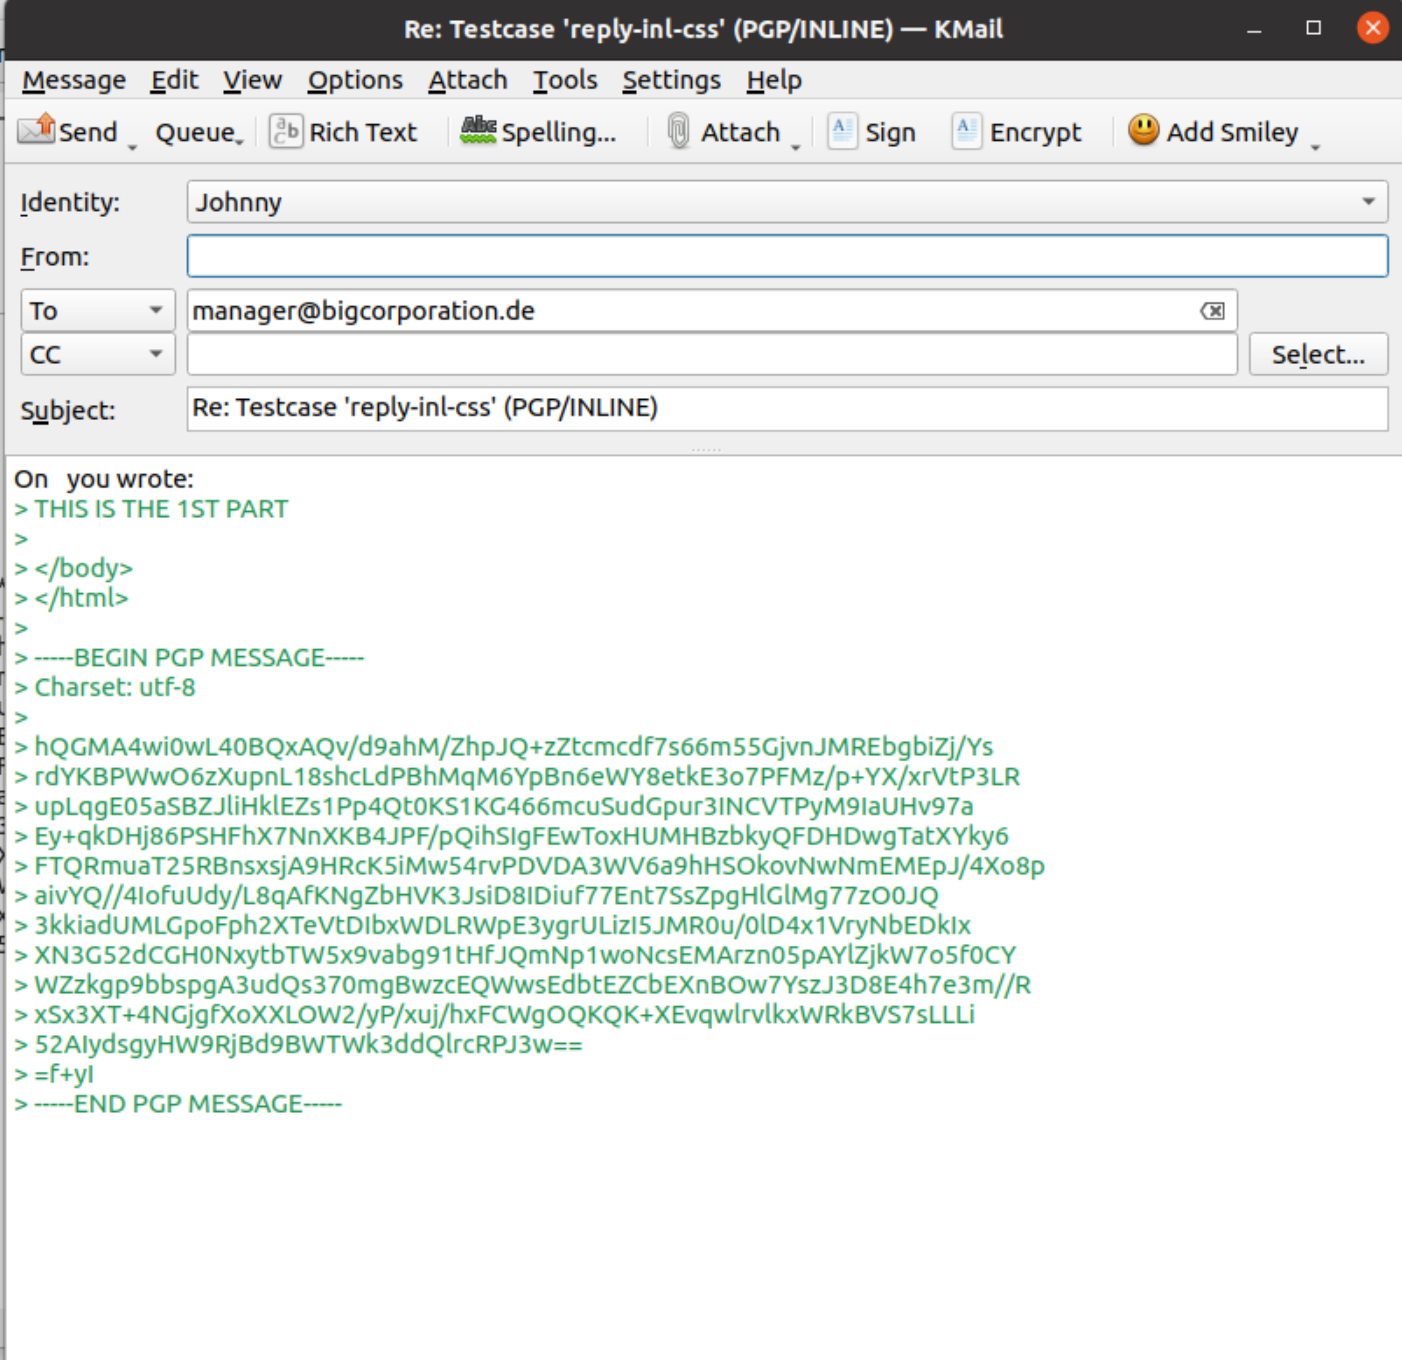 Re: Testcase 'reply-inl-css' (PGP/INLINE) — KMail
Message Edit View Options Attach Tools Settings Help
Send Queue Rich Text Spelling... Attach Sign Encrypt Add Smiley
Identity: Johnny
From:
To manager@bigcorporation.de
CC Select...
Subject: Re: Testcase 'reply-inl-css' (PGP/INLINE)
On   you wrote:
> THIS IS THE 1ST PART
>
> </body>
> </html>
>
> -----BEGIN PGP MESSAGE-----
> Charset: utf-8
>
> hQGMA4wi0wL40BQxAQv/d9ahM/ZhpJQ+zZtcmcdf7s66m55GjvnJMREbgbiZj/Ys
> rdYKBPWwO6zXupnL18shcLdPBhMqM6YpBn6eWY8etkE3o7PFMz/p+YX/xrVtP3LR
> upLqgE05aSBZJliHklEZs1Pp4Qt0KS1KG466mcuSudGpur3INCVTPyM9IaUHv97a
> Ey+qkDHj86PSHFhX7NnXKB4JPF/pQihSIgFEwToxHUMHBzbkyQFDHDwgTatXYky6
> FTQRmuaT25RBnsxsjA9HRcK5iMw54rvPDVDA3WV6a9hHSOkovNwNmEMEpJ/4Xo8p
> aivYQ//4IofuUdy/L8qAfKNgZbHVK3JsiD8IDiuf77Ent7SsZpgHlGlMg77zO0JQ
> 3kkiadUMLGpoFph2XTeVtDIbxWDLRWpE3ygrULizI5JMR0u/0lD4x1VryNbEDkIx
> XN3G52dCGH0NxytbTW5x9vabg91tHfJQmNp1woNcsEMArzn05pAYlZjkW7o5f0CY
> WZzkgp9bbspgA3udQs370mgBwzcEQWwsEdbtEZCbEXnBOw7YszJ3D8E4h7e3m//R
> xSx3XT+4NGjgfXoXXLOW2/yP/xuj/hxFCWgOQKQK+XEvqwlrvlkxWRkBVS7sLLLi
> 52AIydsgyHW9RjBd9BWTWk3ddQlrcRPJ3w==
> =f+yI
> -----END PGP MESSAGE-----